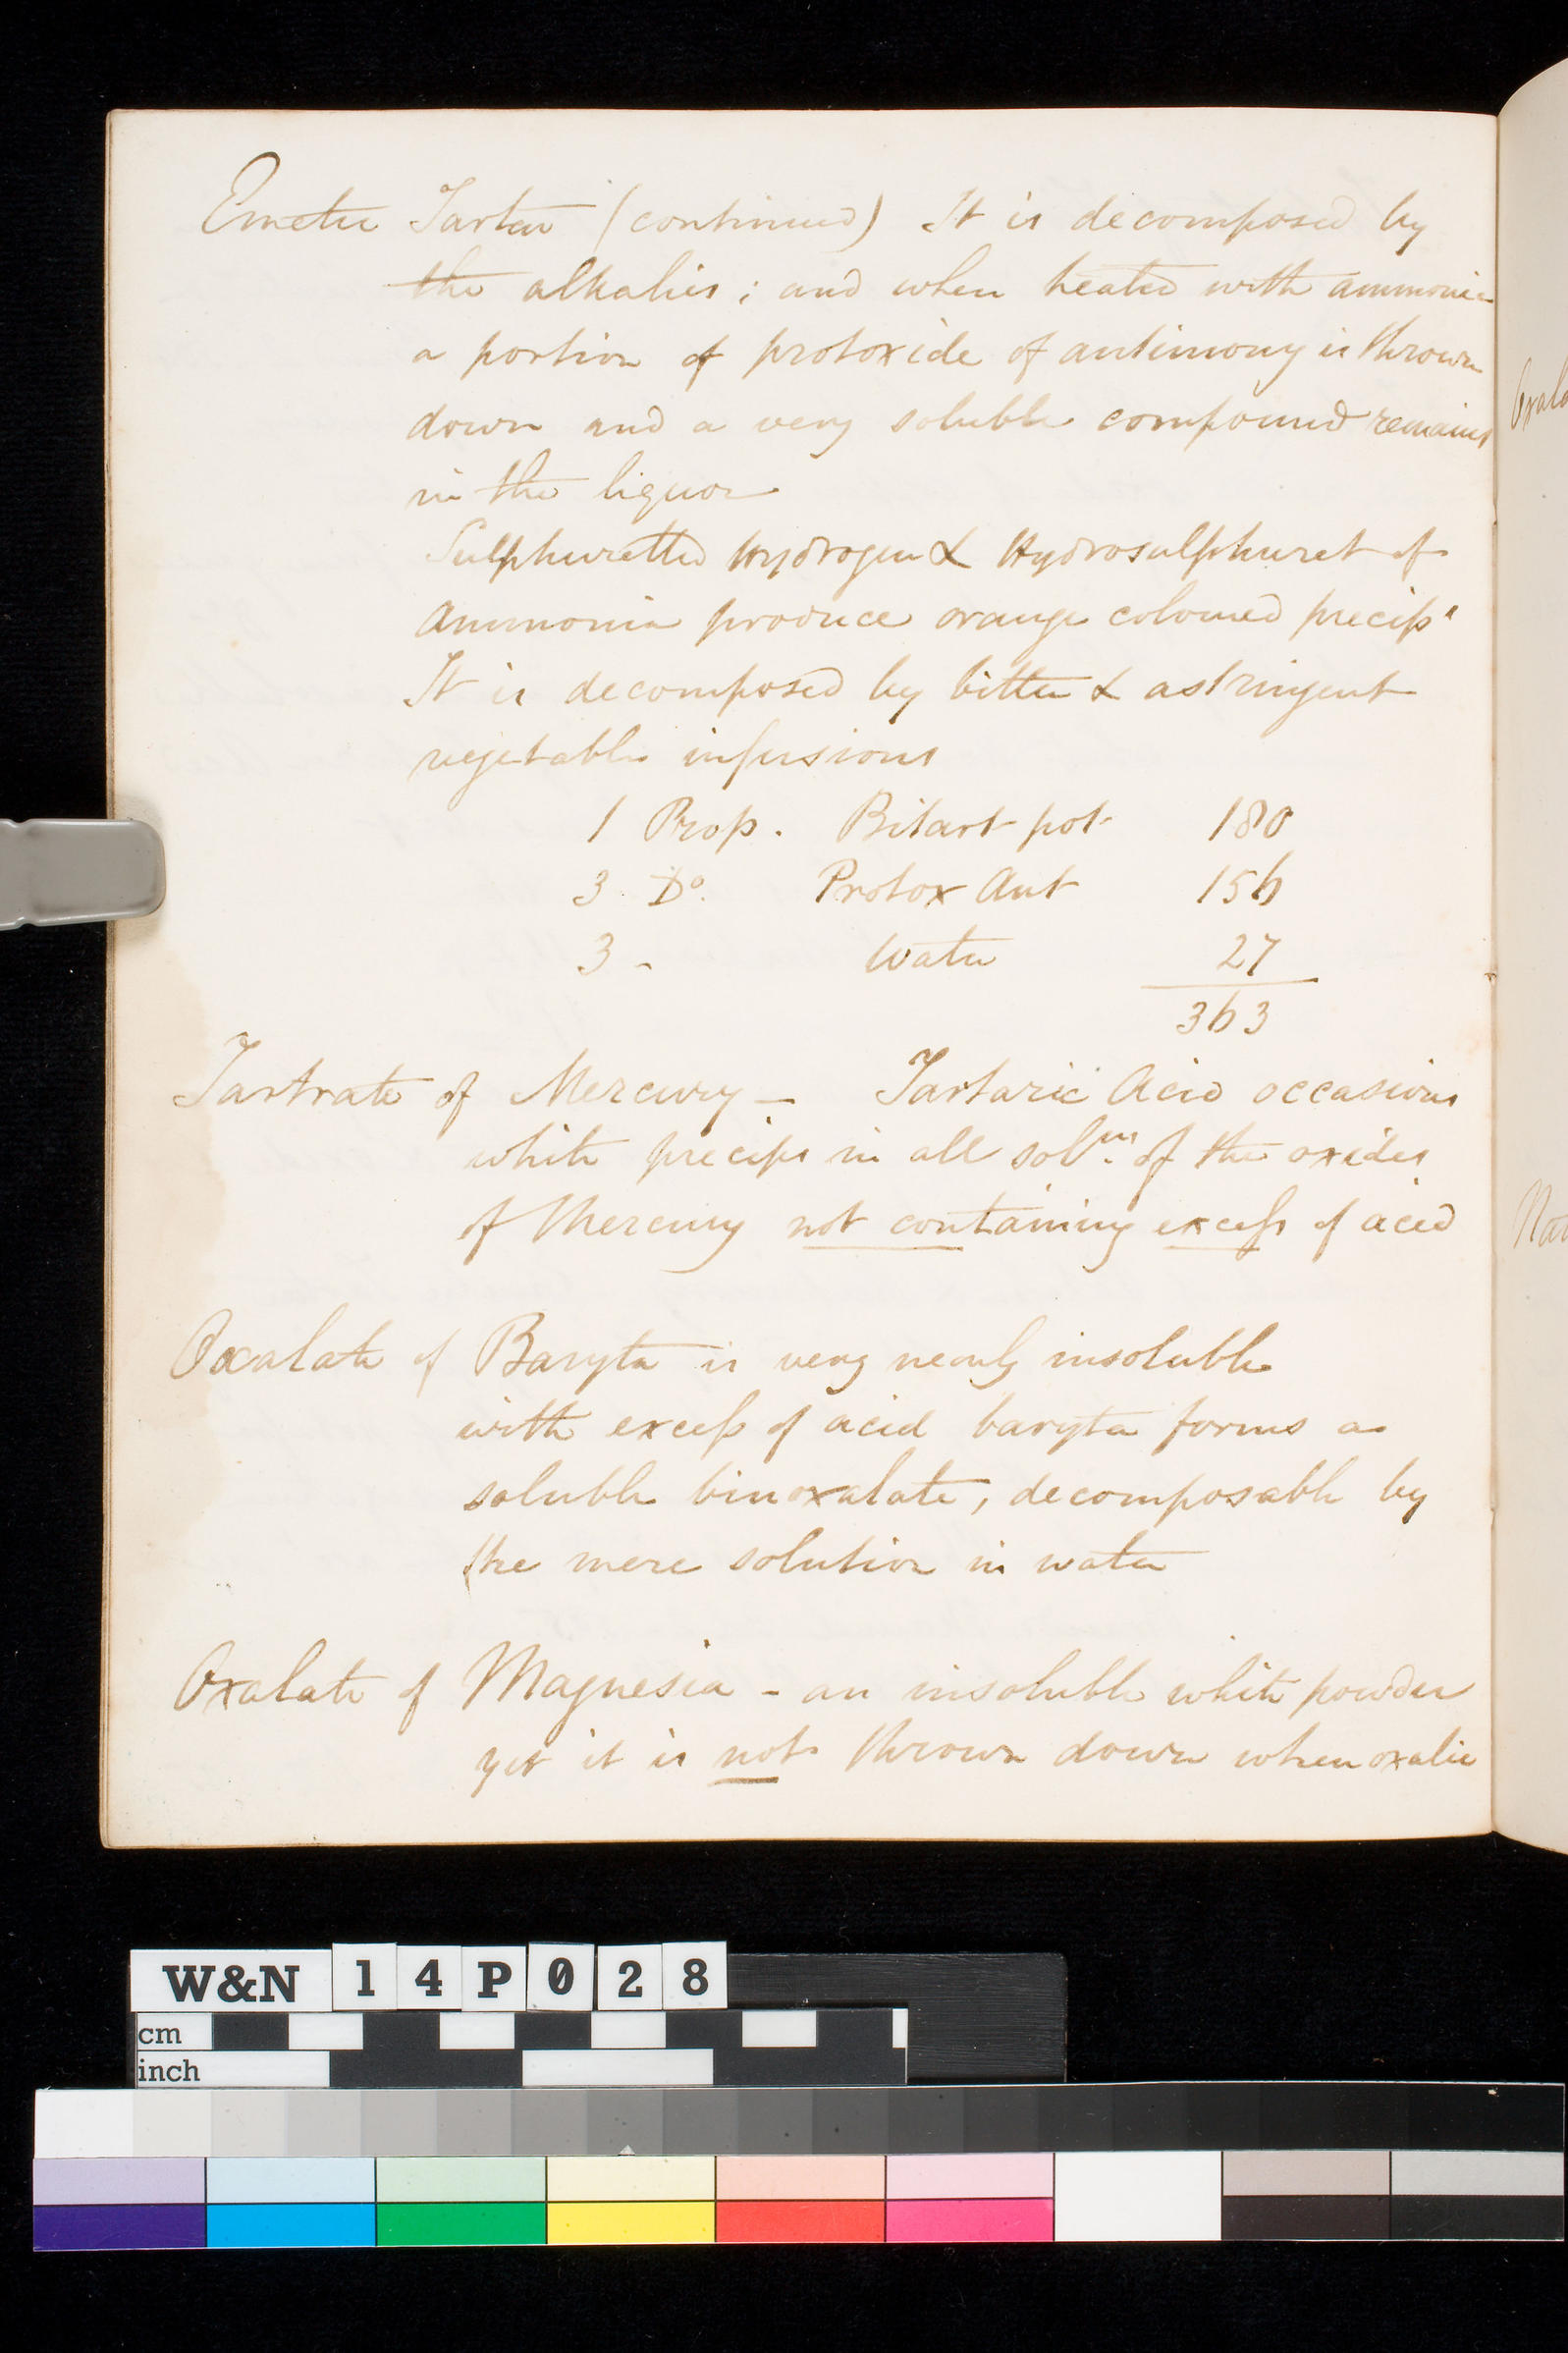 Emetic Tartar (continued) It is decomposed by
the alkalies ; and when heated with ammonia
a portion of protoxide of antimony is thrown
down and a very soluble compound remains
in the liquor
Sulphuretted Hydrogen & Hydrosulphuret of
Ammonia produce orange coloured precips
It is decomposed by bitter & astringent
vegetable infusions
1 Prop. Bitart pot 180
3 Do. Protox Ant 156
3 - Water 27
363
Tartrate of Mercury - Tartaric Acid occasions
white precips in all solns. of the oxides
of Mercury not containing excess of acid
Oxalate of Baryta is very nearly insoluble
with excess of acid baryta forms a
soluble binoxalate, decomposable by
the mere solution in water
Oxalate of Magnesia - an insoluble white powder
yet it is not thrown down when oxalic
W&N 14P028
cm
inch